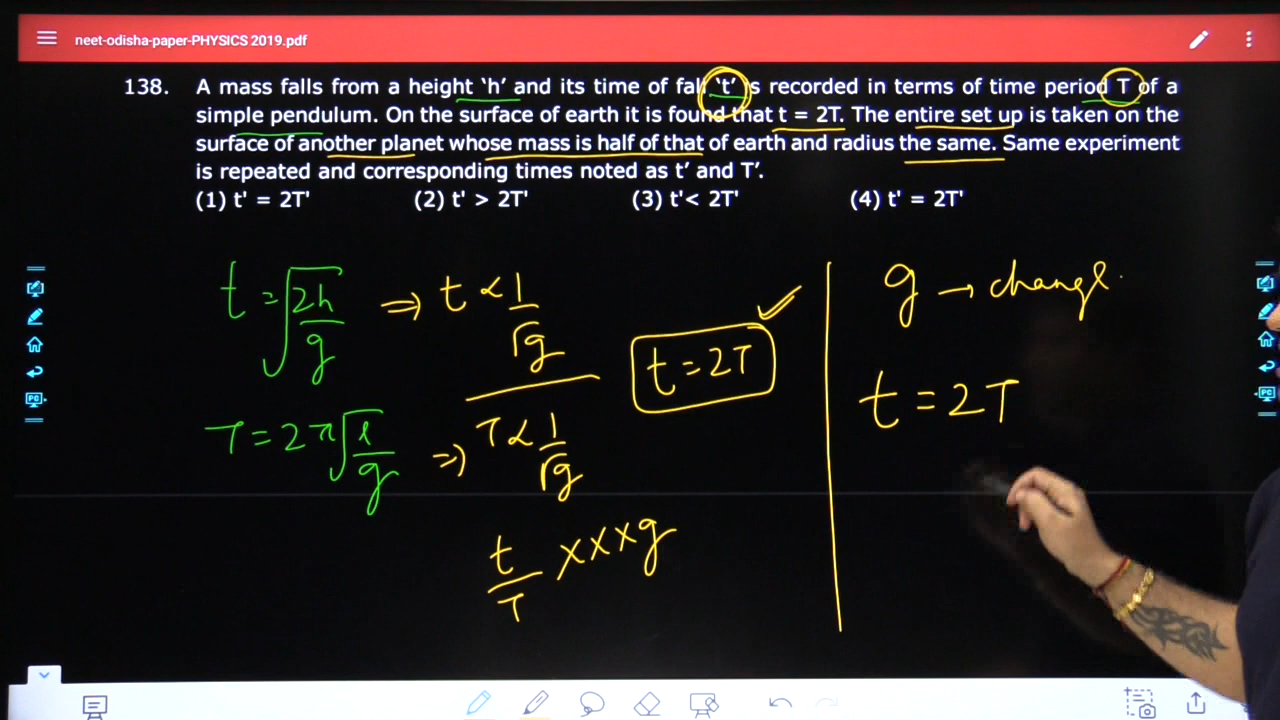 neet-odisha-paper-PHYSICS 2019.pdf
138. A mass falls from a height ‘h’ and its time of fall ‘t’ is recorded in terms of time period T of a
simple pendulum. On the surface of earth it is found that t = 2T. The entire set up is taken on the
surface of another planet whose mass is half of that of earth and radius the same. Same experiment
is repeated and corresponding times noted as t’ and T’.
(1) t' = 2T' (2) t' > 2T' (3) t'< 2T' (4) t' = 2T'
t = √2h/g ⇒ t ∝ 1/√g
t = 2T
g → change
T = 2π√l/g ⇒ T ∝ 1/√g
t = 2T
t/T XXX g
PC
PC